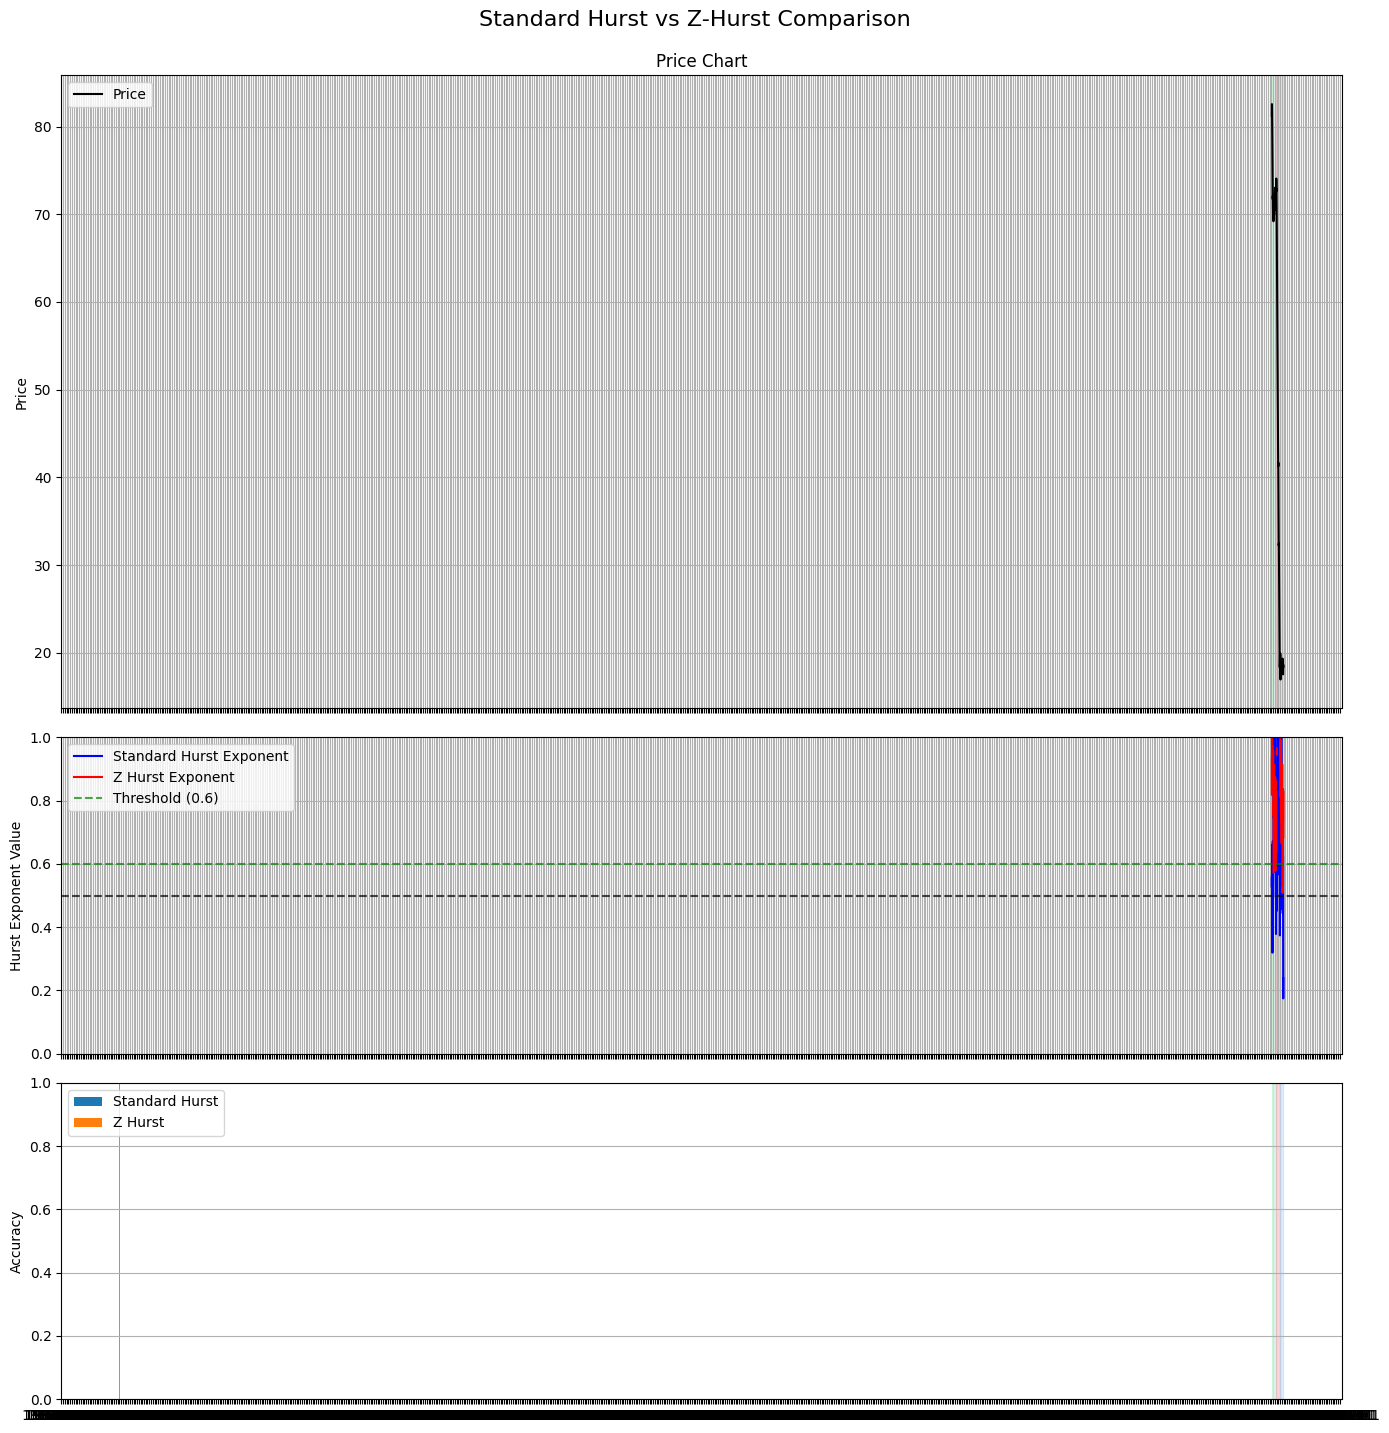 Standard Hurst vs Z-Hurst Comparison
Price Chart
Price
80
70
60
50
40
30
20
Price
1.0
0.8
0.6
0.4
0.2
0.0
Hurst Exponent Value
Standard Hurst Exponent
Z Hurst Exponent
Threshold (0.6)
1.0
0.8
0.6
0.4
0.2
0.0
Accuracy
Standard Hurst
Z Hurst